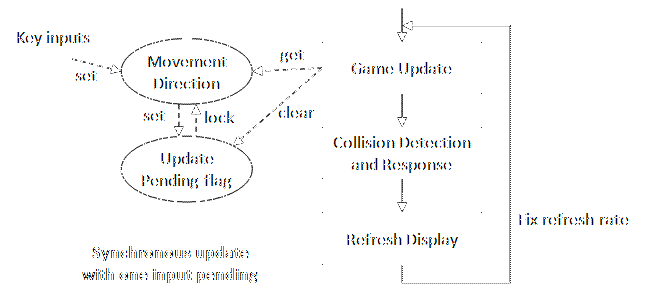 Key inputs
set
Movement
Direction
get
Game Update
set
lock
clear
Update
Pending flag
Collision Detection
and Response
Fix refresh rate
Refresh Display
Synchronous update
with one input pending